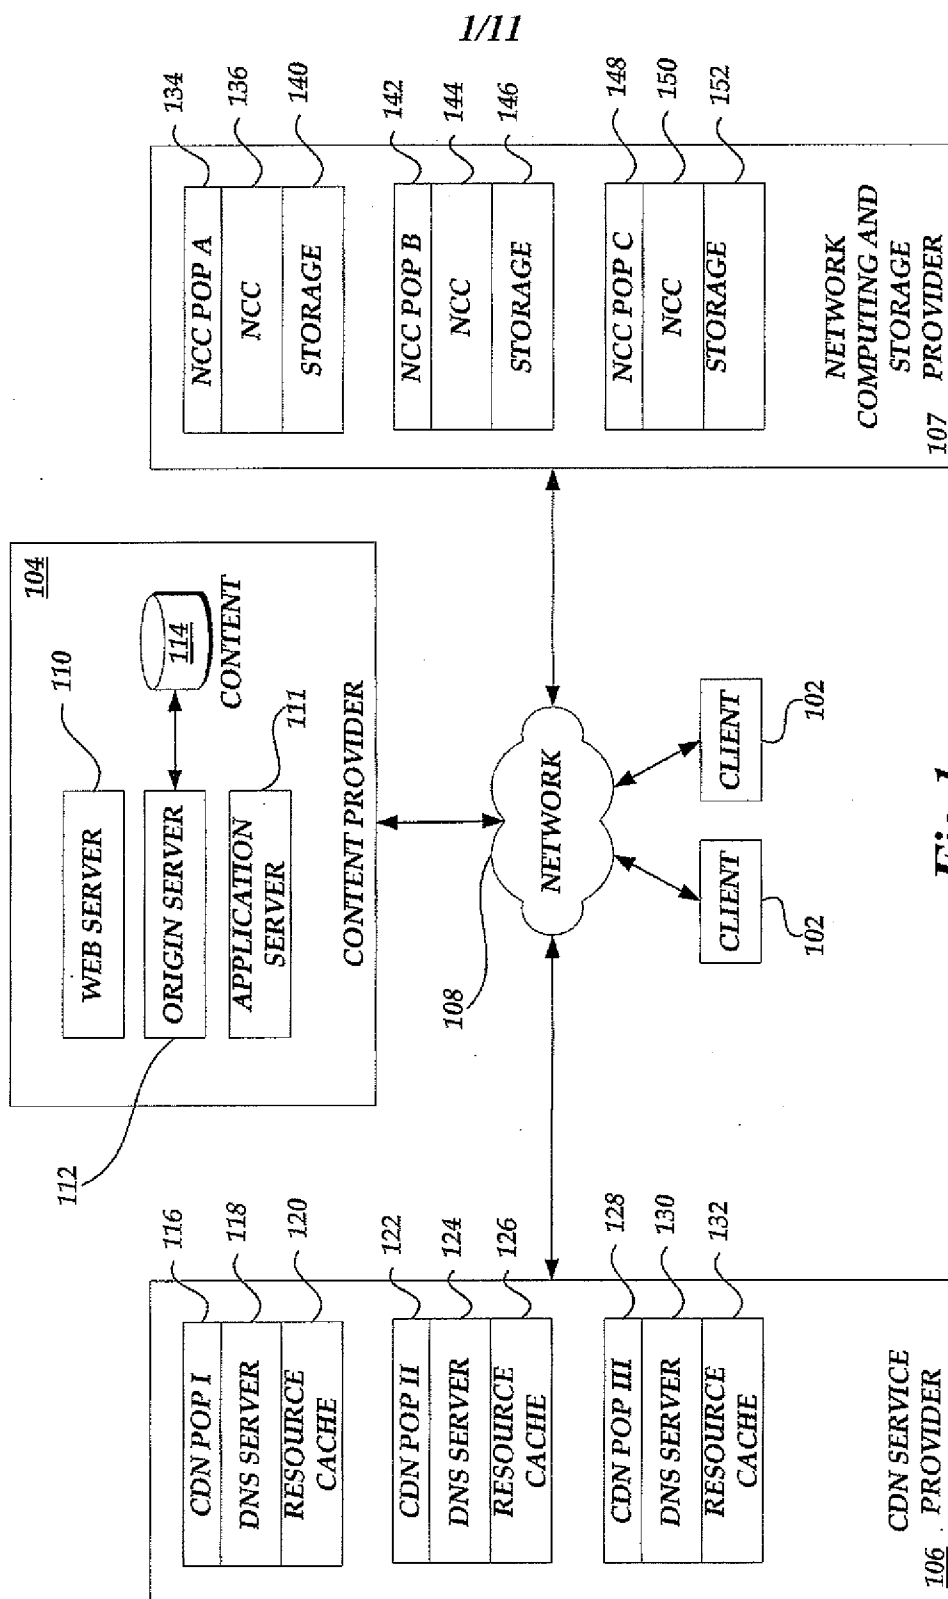 1/11
104
WEB SERVER
110
ORIGIN SERVER
112
114
CONTENT
APPLICATION
SERVER
111
CONTENT PROVIDER
CDN POP I
116
DNS SERVER
118
RESOURCE
CACHE
120
CDN POP II
122
DNS SERVER
124
RESOURCE
CACHE
126
CDN POP III
128
DNS SERVER
130
RESOURCE
CACHE
132
CDN SERVICE
PROVIDER
106
108
NETWORK
CLIENT
102
CLIENT
102
NCC POP A
134
NCC
136
STORAGE
140
NCC POP B
142
NCC
144
STORAGE
146
NCC POP C
148
NCC
150
STORAGE
152
NETWORK
COMPUTING AND
STORAGE
PROVIDER
107